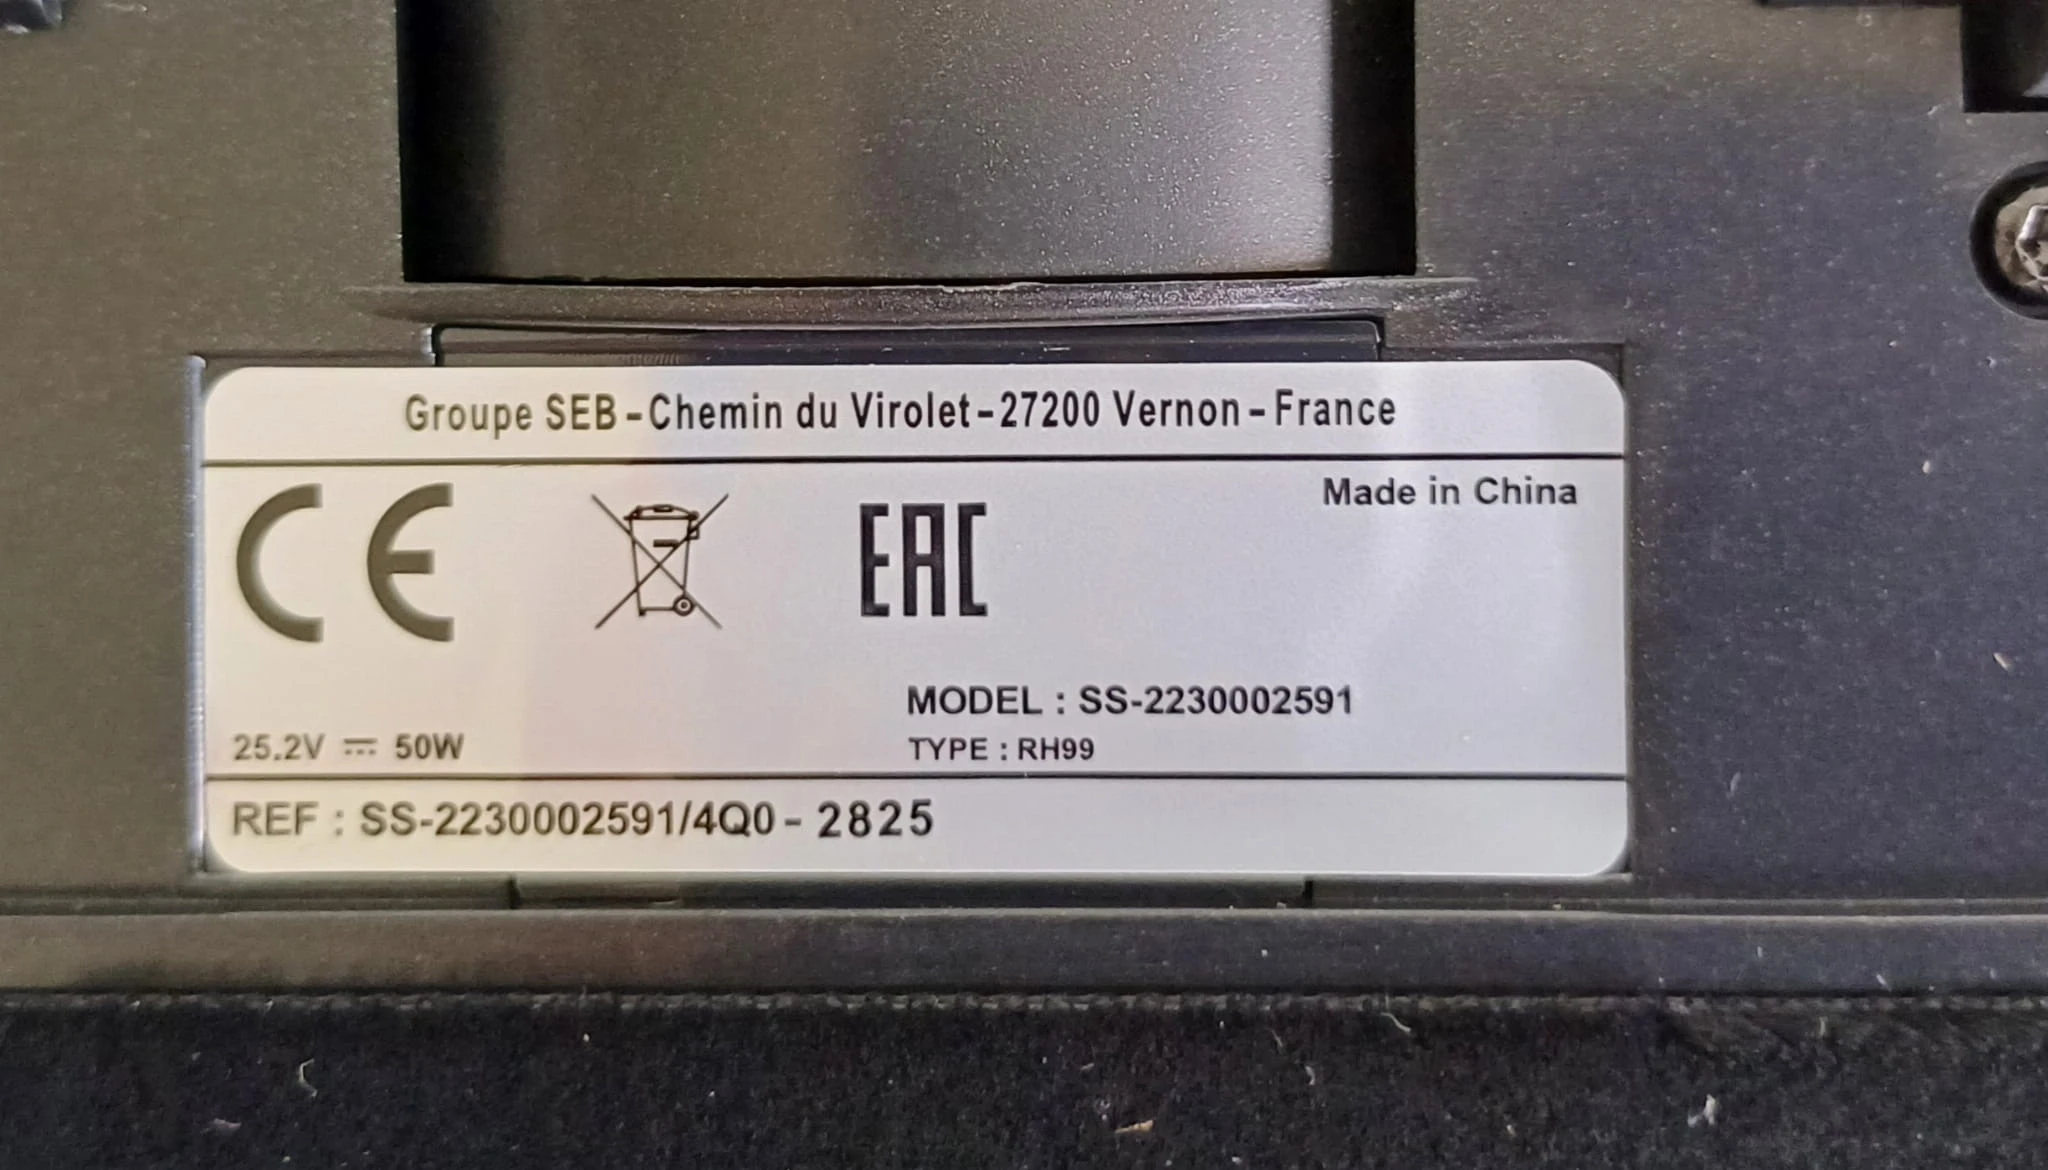 Groupe SEB - Chemin du Virolet - 27200 Vernon - France
Made in China
CE
EAC
MODEL : SS-2230002591
25.2V ⎓ 50W
TYPE : RH99
REF : SS-2230002591/4Q0 - 2825